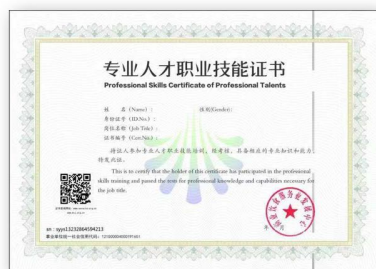 专业人才职业技能证书
Professional Skills Certificate of Professional Talents
姓 名（Name）： 性别(Gender):
身份证号（ID.No.）：
岗位名称（Job Title）：
证书编号（Cert.No.）：
持证人参加专业人才职业技能培训，经考核，具备相应的专业知识和能力，
特发此证。
This is to certify that the holder of this certificate has participated in the professional
skills training and passed the tests for professional knowledge and capabilities necessary for
the job title.